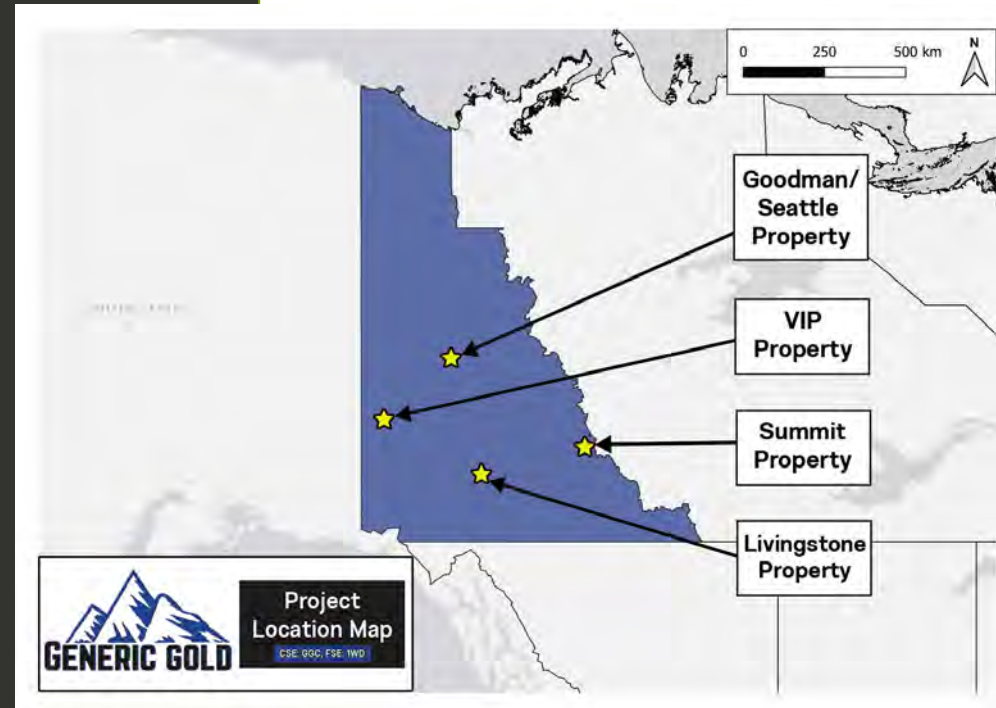 0 250 500 km
N
Goodman/
Seattle
Property
VIP
Property
Summit
Property
Livingstone
Property
GENERIC GOLD
Project
Location Map
CSE: GGC, FSE: 1WD